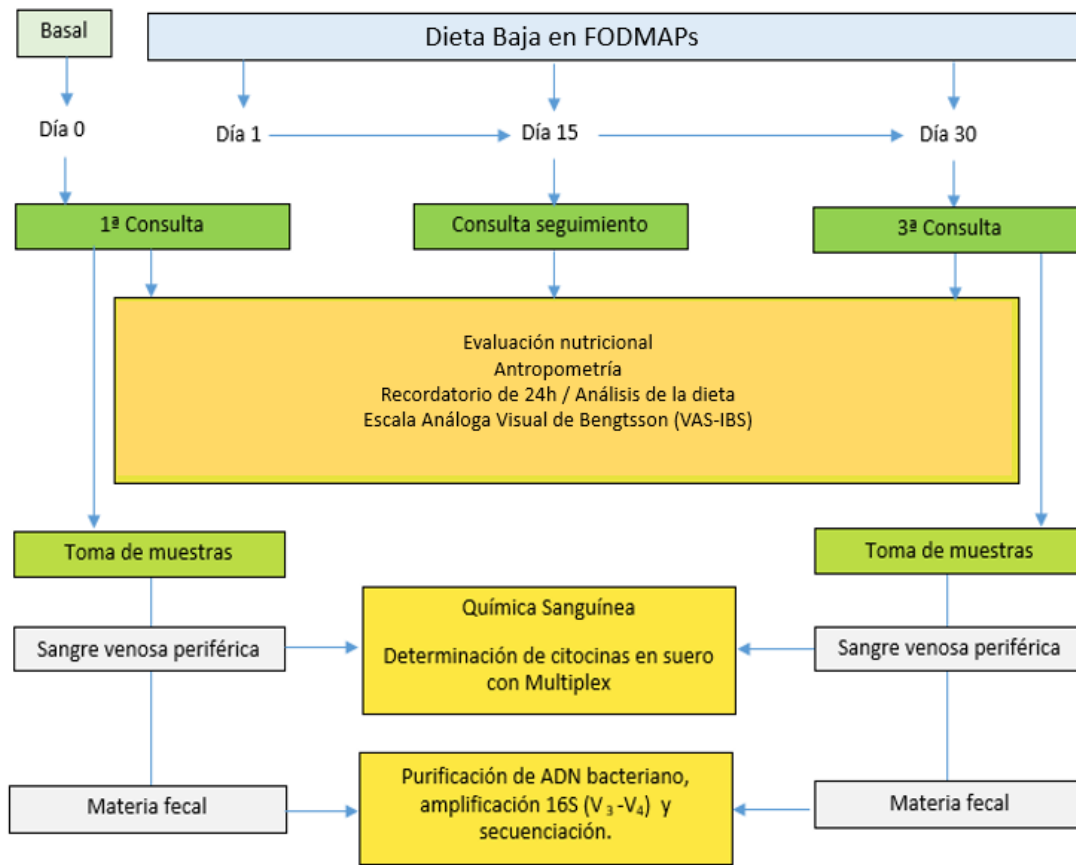 Basal
Dieta Baja en FODMAPs
Día 0
Día 1
Día 15
Día 30
1ª Consulta
Consulta seguimiento
3ª Consulta
Evaluación nutricional
Antropometría
Recordatorio de 24h / Análisis de la dieta
Escala Análoga Visual de Bengtsson (VAS-IBS)
Toma de muestras
Toma de muestras
Química Sanguínea
Sangre venosa periférica
Sangre venosa periférica
Determinación de citocinas en suero
con Multiplex
Purificación de ADN bacteriano,
amplificación 16S (V₃-V₄) y
secuenciación.
Materia fecal
Materia fecal